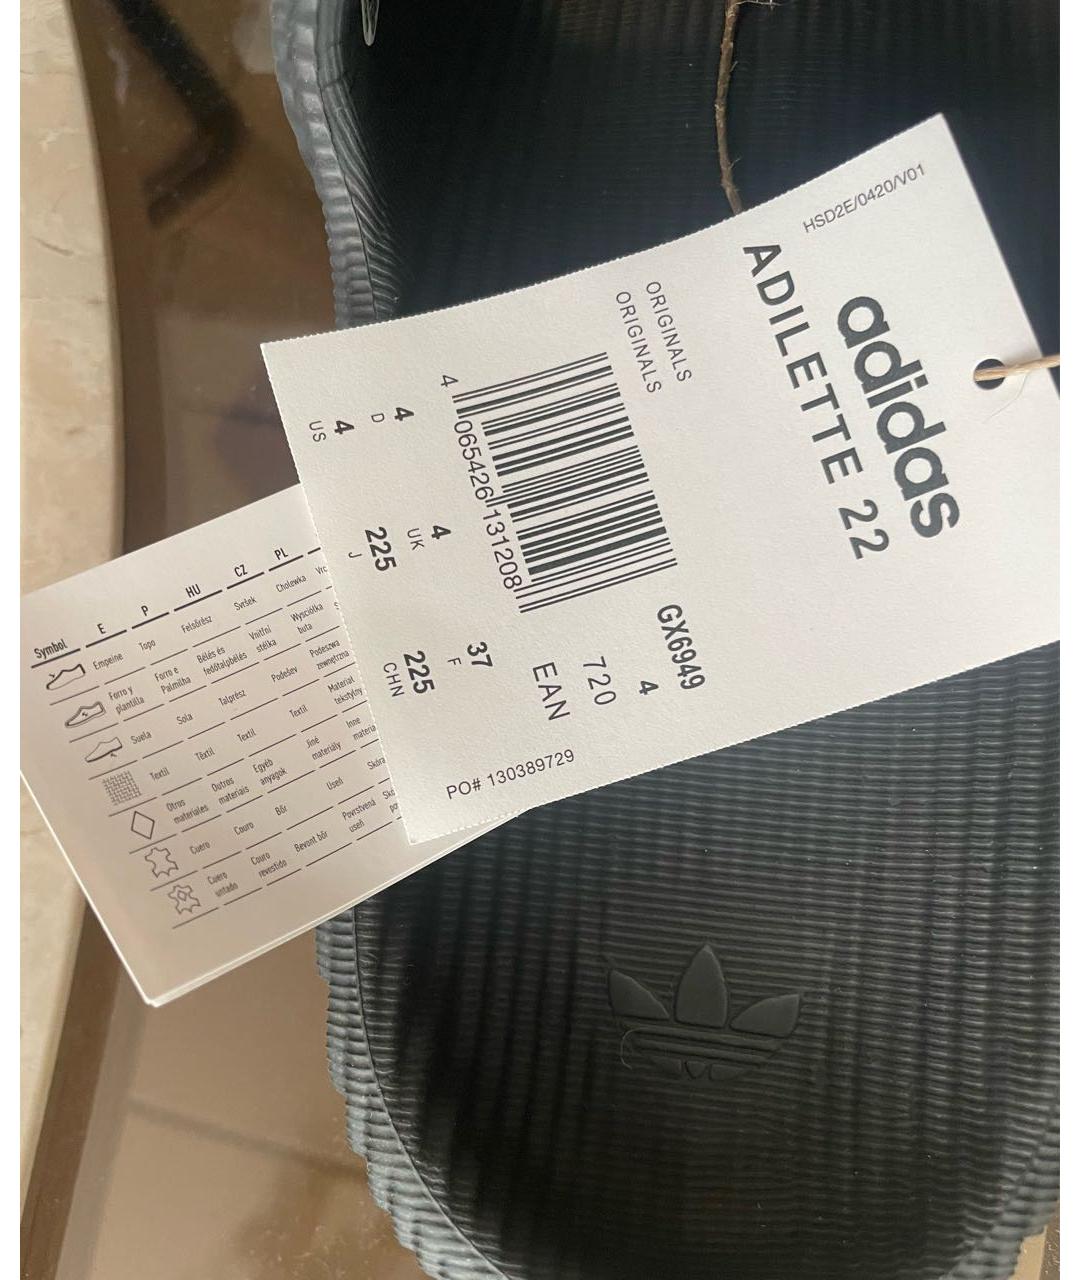 HSD2E/0420/V01
adidas
ADILETTE 22
ORIGINALS
ORIGINALS
GX6949
4
720
EAN
4 065426 131208
4 4 37
D UK F
4 225 225
US J CHN
PO# 130389729
Symbol E P HU CZ PL
Empeine Topo Felsőrész Svršek Cholewka
Forro y plantilla Forro e Palmilha Bélés és fedőtalpbélés Vnitřní stélka Wyściółka buta
Suela Sola Talprész Podešev Podeszwa zewnętrzna
Textil Têxtil Textil Textil Materiał tekstylny
Otros materiales Outros materiais Egyéb anyagok Jiné materiály Inne
Cuero Couro Bőr Useň Skóra
Cuero untado Couro revestido Bevont bőr Povrstvená useň